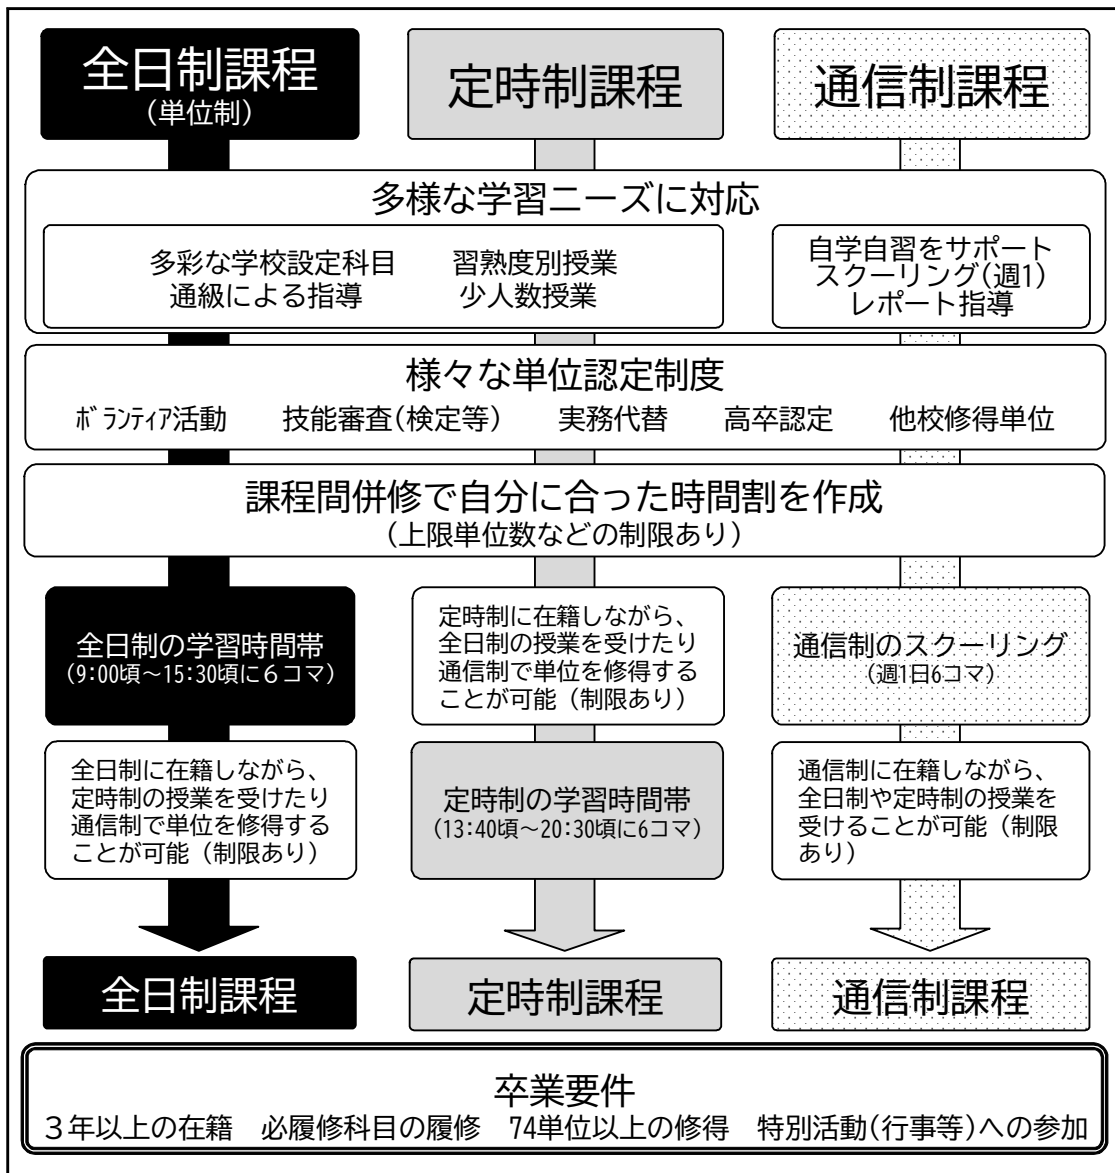 全日制課程
(単位制)
定時制課程
通信制課程
多様な学習ニーズに対応
多彩な学校設定科目　習熟度別授業
通級による指導　少人数授業
自学自習をサポート
スクーリング(週1)
レポート指導
様々な単位認定制度
ﾎﾞﾗﾝﾃｨｱ活動　技能審査(検定等)　実務代替　高卒認定　他校修得単位
課程間併修で自分に合った時間割を作成
(上限単位数などの制限あり)
全日制の学習時間帯
(9:00頃～15:30頃に６コマ)
定時制に在籍しながら、
全日制の授業を受けたり
通信制で単位を修得する
ことが可能（制限あり）
通信制のスクーリング
(週1日6コマ)
全日制に在籍しながら、
定時制の授業を受けたり
通信制で単位を修得する
ことが可能（制限あり）
定時制の学習時間帯
(13:40頃～20:30頃に6コマ)
通信制に在籍しながら、
全日制や定時制の授業を
受けることが可能（制限
あり）
全日制課程
定時制課程
通信制課程
卒業要件
３年以上の在籍　必履修科目の履修　74単位以上の修得　特別活動(行事等)への参加